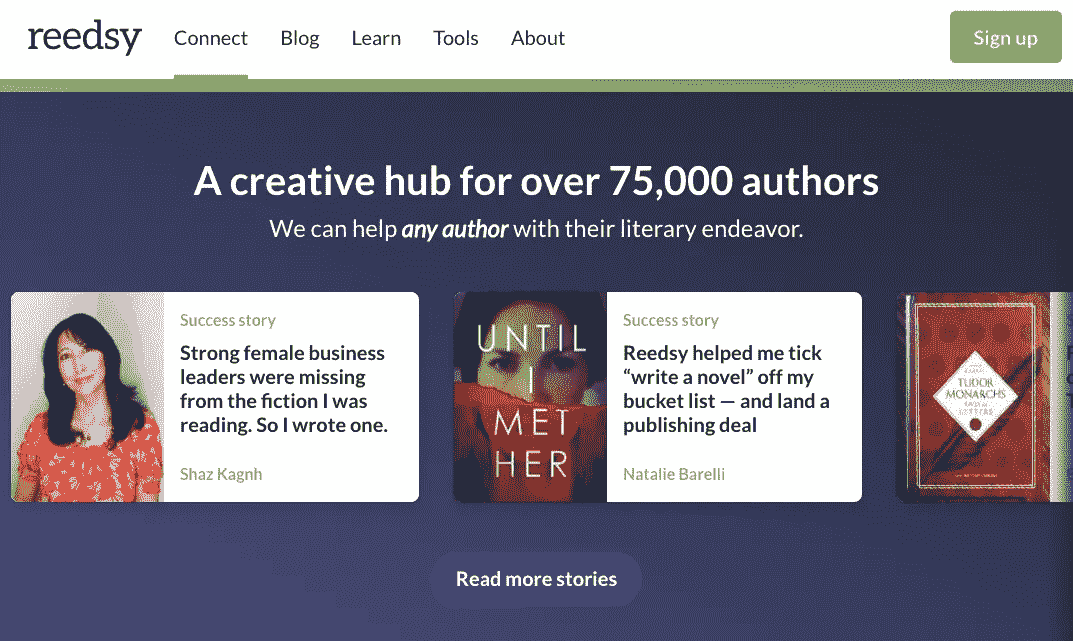 reedsy
Connect Blog Learn Tools About
Sign up
A creative hub for over 75,000 authors
We can help any author with their literary endeavor.
Success story
Strong female business
leaders were missing
from the fiction I was
reading. So I wrote one.
Shaz Kagnh
UNTIL
I
MET
HER
Success story
Reedsy helped me tick
“write a novel” off my
bucket list — and land a
publishing deal
Natalie Barelli
TUDOR
MONARCHS
Read more stories